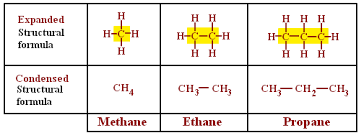 Expanded
Structural
formula
H
H-C-H
H
H H
H-C-C-H
H H
H H H
H-C-C-C-H
H H H
Condensed
Structural
formula
CH4
CH3-CH3
CH3-CH2-CH3
Methane Ethane Propane